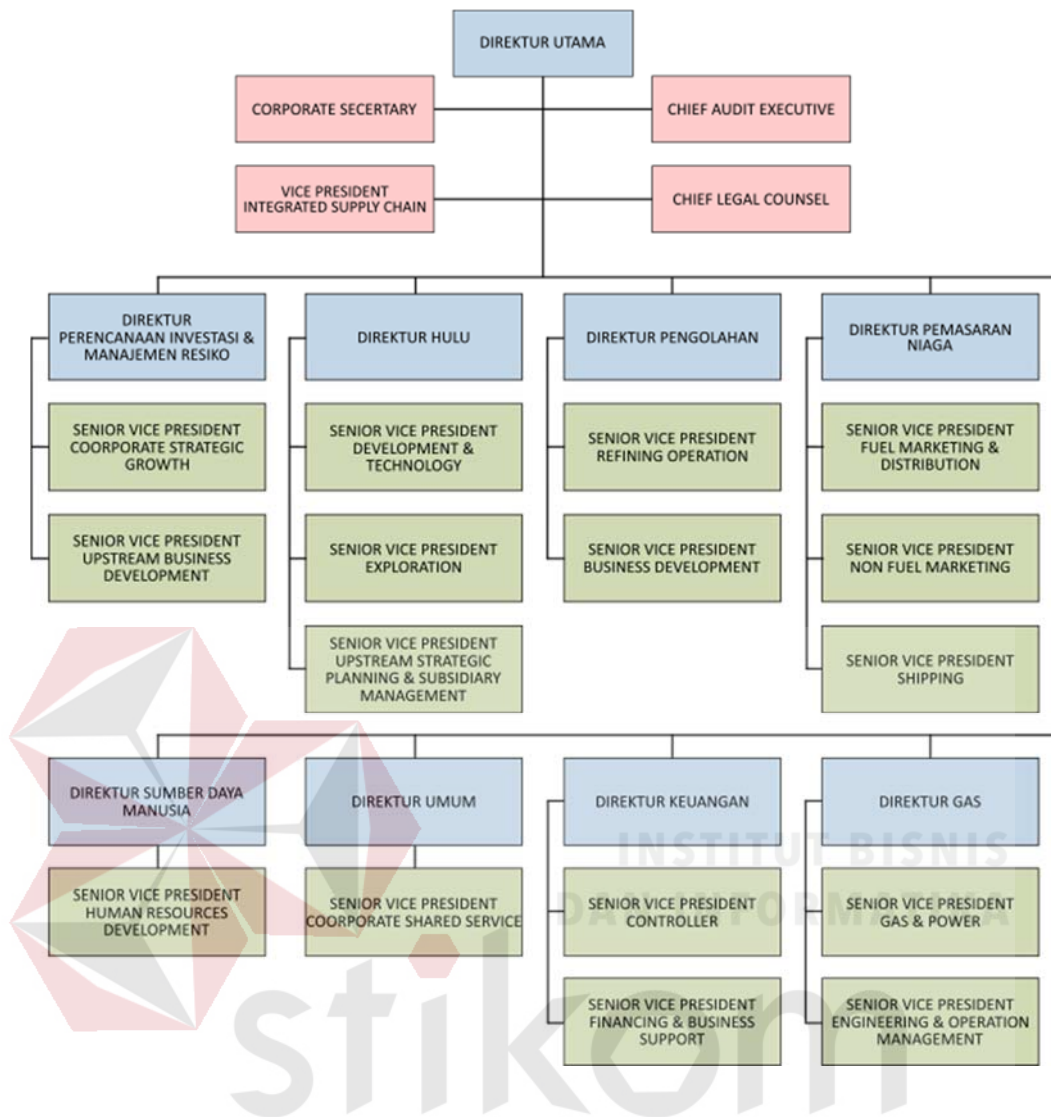 DIREKTUR UTAMA
CORPORATE SECERTARY
CHIEF AUDIT EXECUTIVE
VICE PRESIDENT
INTEGRATED SUPPLY CHAIN
CHIEF LEGAL COUNSEL
DIREKTUR
PERENCANAAN INVESTASI &
MANAJEMEN RESIKO
DIREKTUR HULU
DIREKTUR PENGOLAHAN
DIREKTUR PEMASARAN
NIAGA
SENIOR VICE PRESIDENT
COORPORATE STRATEGIC
GROWTH
SENIOR VICE PRESIDENT
DEVELOPMENT &
TECHNOLOGY
SENIOR VICE PRESIDENT
REFINING OPERATION
SENIOR VICE PRESIDENT
FUEL MARKETING &
DISTRIBUTION
SENIOR VICE PRESIDENT
UPSTREAM BUSINESS
DEVELOPMENT
SENIOR VICE PRESIDENT
EXPLORATION
SENIOR VICE PRESIDENT
BUSINESS DEVELOPMENT
SENIOR VICE PRESIDENT
NON FUEL MARKETING
SENIOR VICE PRESIDENT
UPSTREAM STRATEGIC
PLANNING & SUBSIDIARY
MANAGEMENT
SENIOR VICE PRESIDENT
SHIPPING
DIREKTUR SUMBER DAYA
MANUSIA
DIREKTUR UMUM
DIREKTUR KEUANGAN
DIREKTUR GAS
INSTITUT BISNIS
DAN INFORMATIKA
SENIOR VICE PRESIDENT
HUMAN RESOURCES
DEVELOPMENT
SENIOR VICE PRESIDENT
COORPORATE SHARED SERVICE
SENIOR VICE PRESIDENT
CONTROLLER
SENIOR VICE PRESIDENT
GAS & POWER
SENIOR VICE PRESIDENT
FINANCING & BUSINESS
SUPPORT
SENIOR VICE PRESIDENT
ENGINEERING & OPERATION
MANAGEMENT
stikom